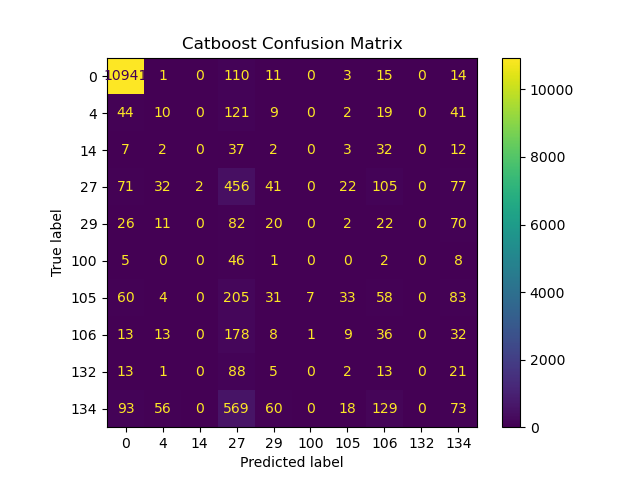 Catboost Confusion Matrix
0 10941 1 0 110 11 0 3 15 0 14
4 44 10 0 121 9 0 2 19 0 41
14 7 2 0 37 2 0 3 32 0 12
27 71 32 2 456 41 0 22 105 0 77
29 26 11 0 82 20 0 2 22 0 70
100 5 0 0 46 1 0 0 2 0 8
105 60 4 0 205 31 7 33 58 0 83
106 13 13 0 178 8 1 9 36 0 32
132 13 1 0 88 5 0 2 13 0 21
134 93 56 0 569 60 0 18 129 0 73
0 4 14 27 29 100 105 106 132 134
Predicted label
True label
10000
8000
6000
4000
2000
0